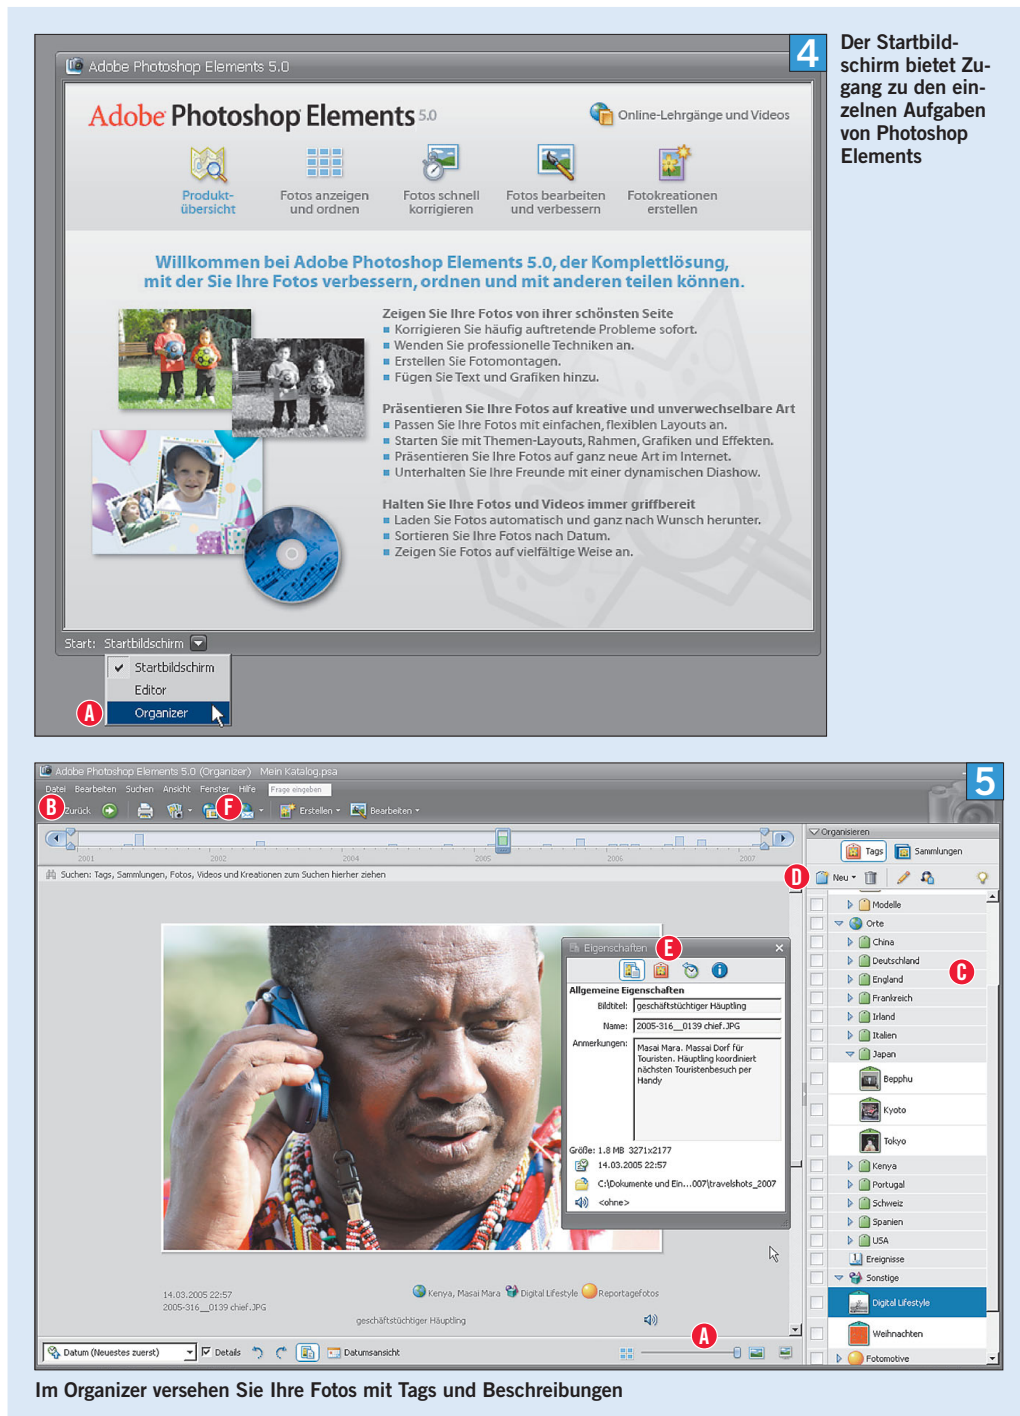 4
Der Startbild-
schirm bietet Zu-
gang zu den ein-
zelnen Aufgaben
von Photoshop
Elements
Adobe Photoshop Elements 5.0
Adobe Photoshop Elements 5.0
Online-Lehrgänge und Videos
Produkt-
übersicht
Fotos anzeigen
und ordnen
Fotos schnell
korrigieren
Fotos bearbeiten
und verbessern
Fotokreationen
erstellen
Willkommen bei Adobe Photoshop Elements 5.0, der Komplettlösung,
mit der Sie Ihre Fotos verbessern, ordnen und mit anderen teilen können.
Zeigen Sie Ihre Fotos von ihrer schönsten Seite
Korrigieren Sie häufig auftretende Probleme sofort.
Wenden Sie professionelle Techniken an.
Erstellen Sie Fotomontagen.
Fügen Sie Text und Grafiken hinzu.
Präsentieren Sie Ihre Fotos auf kreative und unverwechselbare Art
Passen Sie Ihre Fotos mit einfachen, flexiblen Layouts an.
Starten Sie mit Themen-Layouts, Rahmen, Grafiken und Effekten.
Präsentieren Sie Ihre Fotos auf ganz neue Art im Internet.
Unterhalten Sie Ihre Freunde mit einer dynamischen Diashow.
Halten Sie Ihre Fotos und Videos immer griffbereit
Laden Sie Fotos automatisch und ganz nach Wunsch herunter.
Sortieren Sie Ihre Fotos nach Datum.
Zeigen Sie Fotos auf vielfältige Weise an.
Start: Startbildschirm
Startbildschirm
Editor
A Organizer
5
Adobe Photoshop Elements 5.0 (Organizer) Mein Katalog.psa
Datei Bearbeiten Suchen Ansicht Fenster Hilfe Frage eingeben
B Zurück F Erstellen Bearbeiten
2001 2002 2004 2005 2006 2007
Suchen: Tags, Sammlungen, Fotos, Videos und Kreationen zum Suchen hierher ziehen
Organisieren
Tags Sammlungen
D Neu
Modelle
Orte
China
Deutschland
C
England
Frankreich
Irland
Italien
Japan
Bepphu
Kyoto
Tokyo
Kenya
Portugal
Schweiz
Spanien
USA
Ereignisse
Sonstige
Digital Lifestyle
Weihnachten
Fotomotive
Eigenschaften E
Allgemeine Eigenschaften
Bildtitel: geschäftstüchtiger Häuptling
Name: 2005-316__0139 chief.JPG
Anmerkungen: Masai Mara. Massai Dorf für
Touristen. Häuptling koordiniert
nächsten Touristenbesuch per
Handy
Größe: 1.8 MB 3271x2177
14.03.2005 22:57
C:\Dokumente und Ein...007\travelshots_2007
<ohne>
14.03.2005 22:57
2005-316__0139 chief.JPG
Kenya, Masai Mara Digital Lifestyle Reportagefotos
geschäftstüchtiger Häuptling
A
Datum (Neuestes zuerst) Details Datumsansicht
Im Organizer versehen Sie Ihre Fotos mit Tags und Beschreibungen